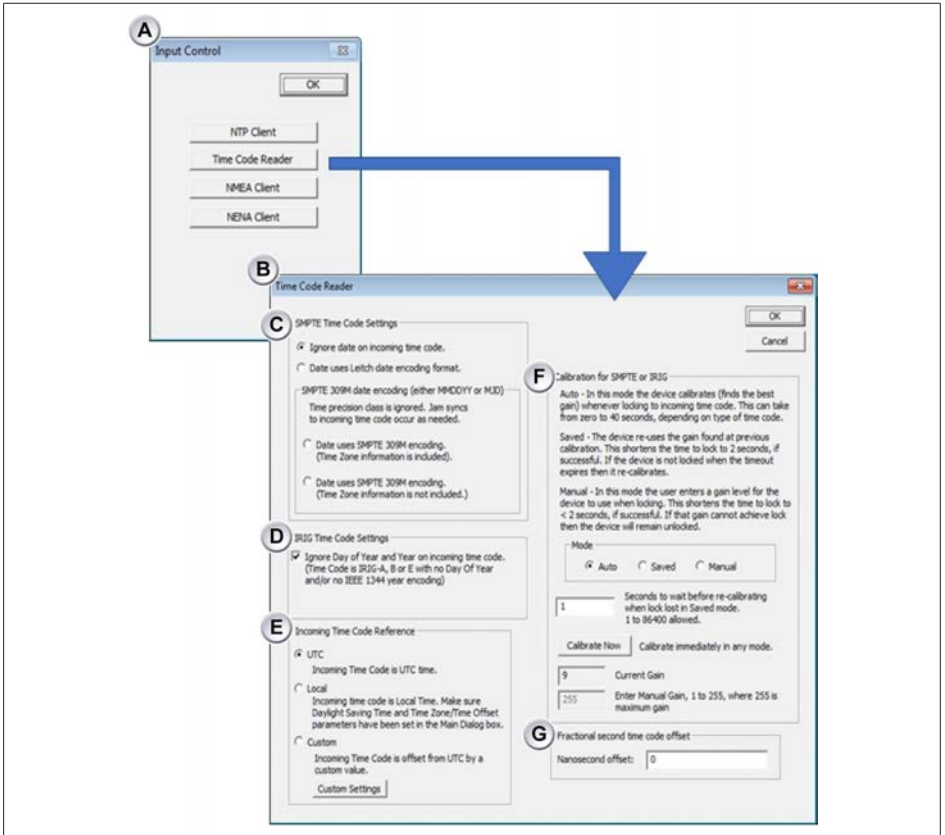 A
Input Control
OK
NTP Client
Time Code Reader
NMEA Client
NENA Client
B
Time Code Reader
OK
Cancel
C
SMPTE Time Code Settings
Ignore date on incoming time code.
Date uses Leitch date encoding format.
SMPTE 309M date encoding (either MMDDYY or MJD)
Time precision class is ignored. Jam syncs
to incoming time code occur as needed.
Date uses SMPTE 309M encoding.
(Time Zone information is included).
Date uses SMPTE 309M encoding.
(Time Zone information is not included.)
D
IRIG Time Code Settings
Ignore Day of Year and Year on incoming time code.
(Time Code is IRIG-A, B or E with no Day Of Year
and/or no IEEE 1344 year encoding)
E
Incoming Time Code Reference
UTC
Incoming Time Code is UTC time.
Local
Incoming time code is Local Time. Make sure
Daylight Saving Time and Time Zone/Time Offset
parameters have been set in the Main Dialog box.
Custom
Incoming Time Code is offset from UTC by a
custom value.
Custom Settings
F
Calibration for SMPTE or IRIG
Auto - In this mode the device calibrates (finds the best
gain) whenever locking to incoming time code. This can take
from zero to 40 seconds, depending on type of time code.
Saved - The device re-uses the gain found at previous
calibration. This shortens the time to lock to 2 seconds, if
successful. If the device is not locked when the timeout
expires then it re-calibrates.
Manual - In this mode the user enters a gain level for the
device to use when locking. This shortens the time to lock to
< 2 seconds, if successful. If that gain cannot achieve lock
then the device will remain unlocked.
Mode
Auto Saved Manual
1
Seconds to wait before re-calibrating
when lock lost in Saved mode.
1 to 86400 allowed.
Calibrate Now Calibrate immediately in any mode.
9 Current Gain
255
Enter Manual Gain, 1 to 255, where 255 is
maximum gain
G
Fractional second time code offset
Nanosecond offset: 0